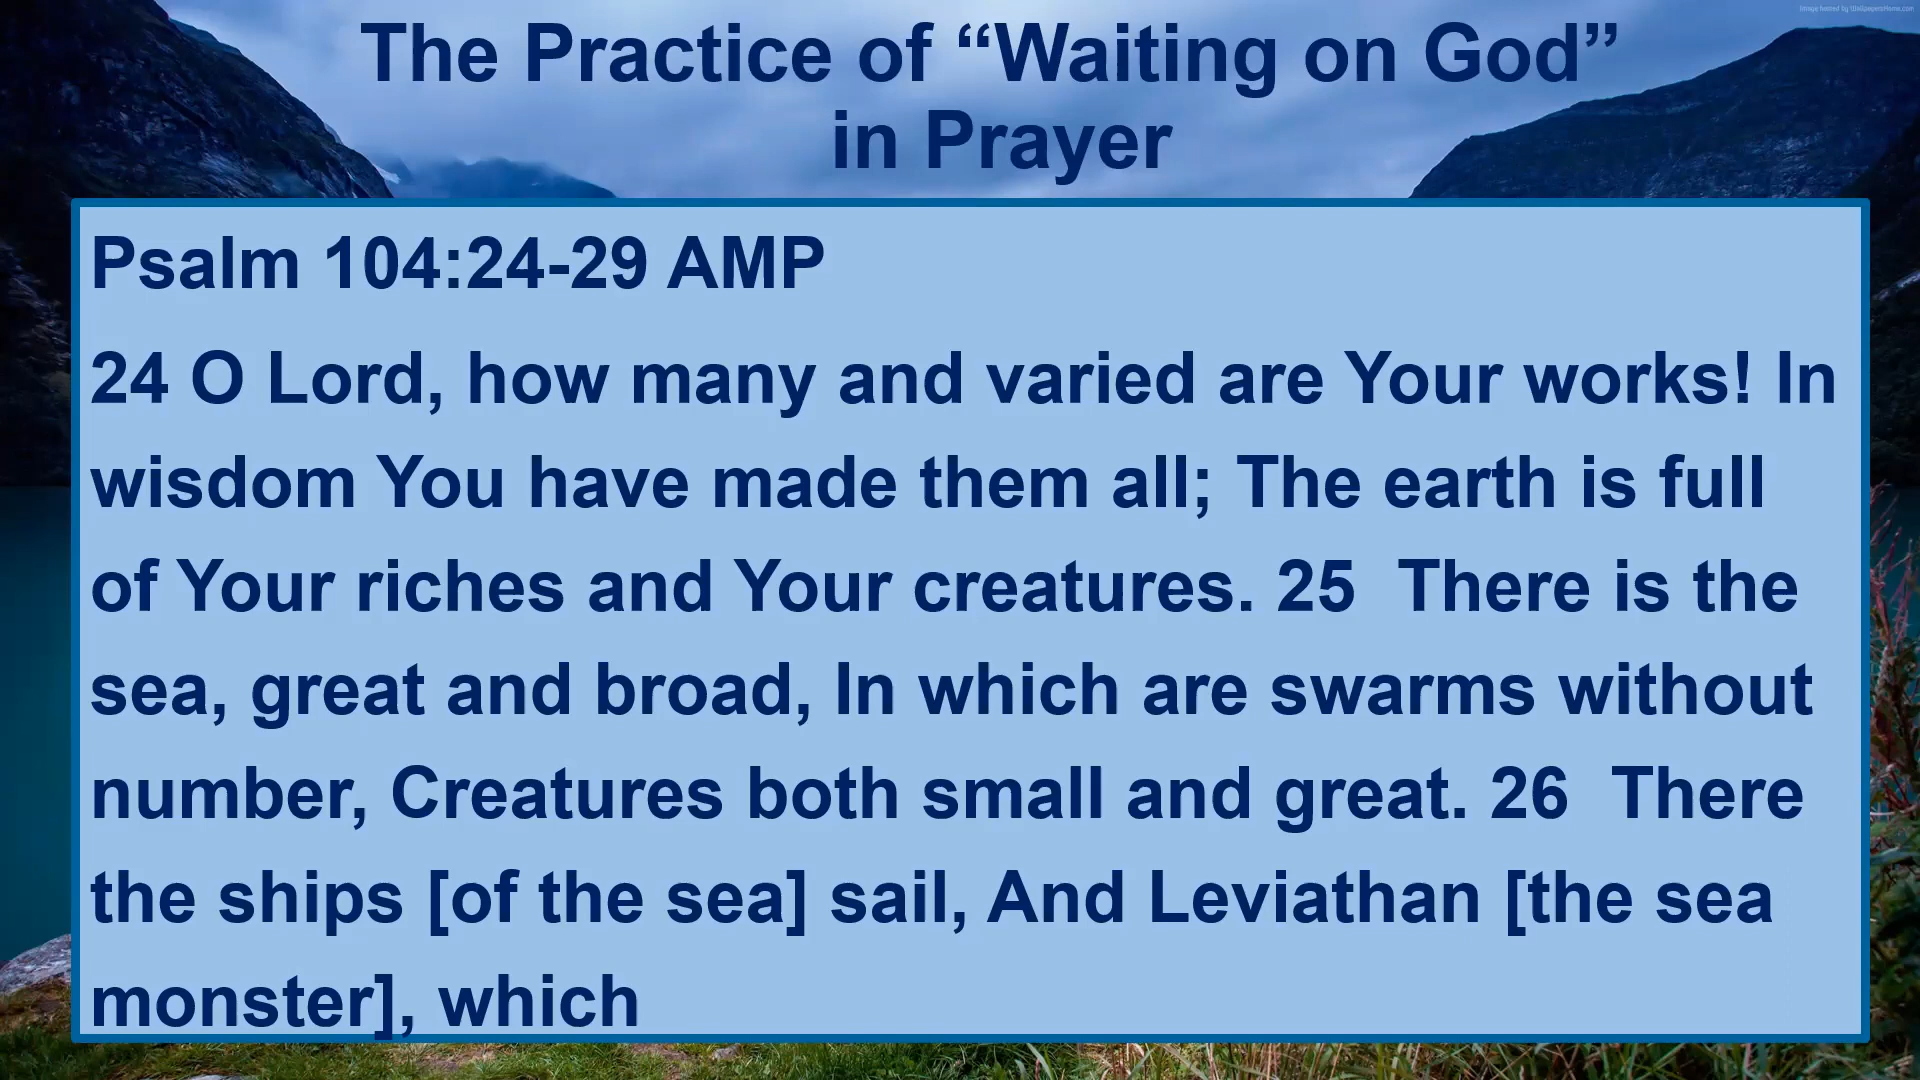 The Practice of “Waiting on God”
in Prayer
Psalm 104:24-29 AMP
24 O Lord, how many and varied are Your works! In
wisdom You have made them all; The earth is full
of Your riches and Your creatures. 25  There is the
sea, great and broad, In which are swarms without
number, Creatures both small and great. 26  There
the ships [of the sea] sail, And Leviathan [the sea
monster], which